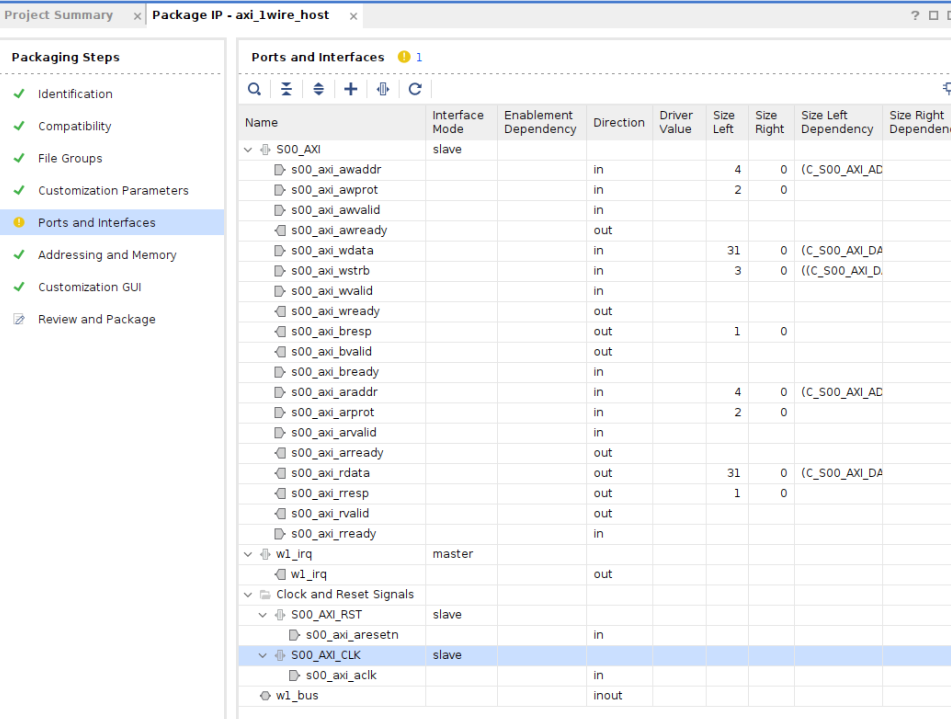 Project Summary × Package IP - axi_1wire_host × ?
Packaging Steps
Identification
Compatibility
File Groups
Customization Parameters
Ports and Interfaces
Addressing and Memory
Customization GUI
Review and Package
Ports and Interfaces 1
Name Interface Mode Enablement Dependency Direction Driver Value Size Left Size Right Size Left Dependency Size Right Dependen
S00_AXI slave
s00_axi_awaddr in 4 0 (C_S00_AXI_AD
s00_axi_awprot in 2 0
s00_axi_awvalid in
s00_axi_awready out
s00_axi_wdata in 31 0 (C_S00_AXI_DA
s00_axi_wstrb in 3 0 ((C_S00_AXI_D.
s00_axi_wvalid in
s00_axi_wready out
s00_axi_bresp out 1 0
s00_axi_bvalid out
s00_axi_bready in
s00_axi_araddr in 4 0 (C_S00_AXI_AD
s00_axi_arprot in 2 0
s00_axi_arvalid in
s00_axi_arready out
s00_axi_rdata out 31 0 (C_S00_AXI_DA
s00_axi_rresp out 1 0
s00_axi_rvalid out
s00_axi_rready in
w1_irq master
w1_irq out
Clock and Reset Signals
S00_AXI_RST slave
s00_axi_aresetn in
S00_AXI_CLK slave
s00_axi_aclk in
w1_bus inout